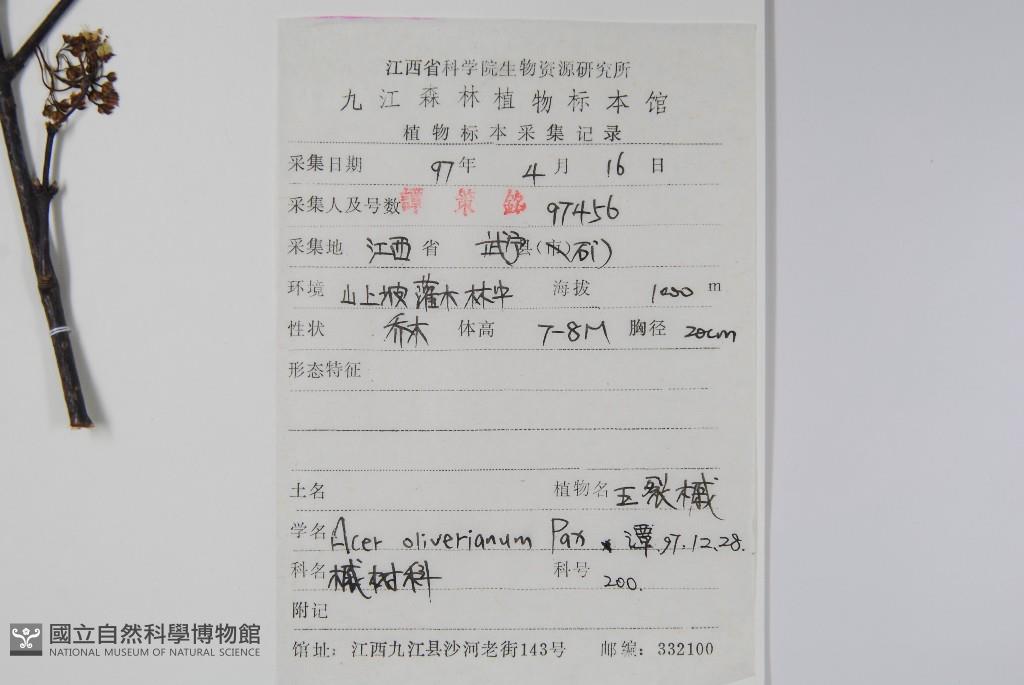 江西省科学院生物资源研究所
九江森林植物标本馆
植物标本采集记录
采集日期 97年 4月 16日
采集人及号数 譚策銘 97456
采集地 江西省 武宁县(市)
环境 山上坡灌木林中 海拔 m
性状 乔木 体高 7-8M 胸径 20cm
形态特征
土名 植物名 五裂槭
学名 Acer oliverianum Pax 譚.97.12.28.
科名 槭树科 科号 200.
附记
馆址: 江西九江县沙河老街143号 邮编: 332100
國立自然科學博物館
NATIONAL MUSEUM OF NATURAL SCIENCE